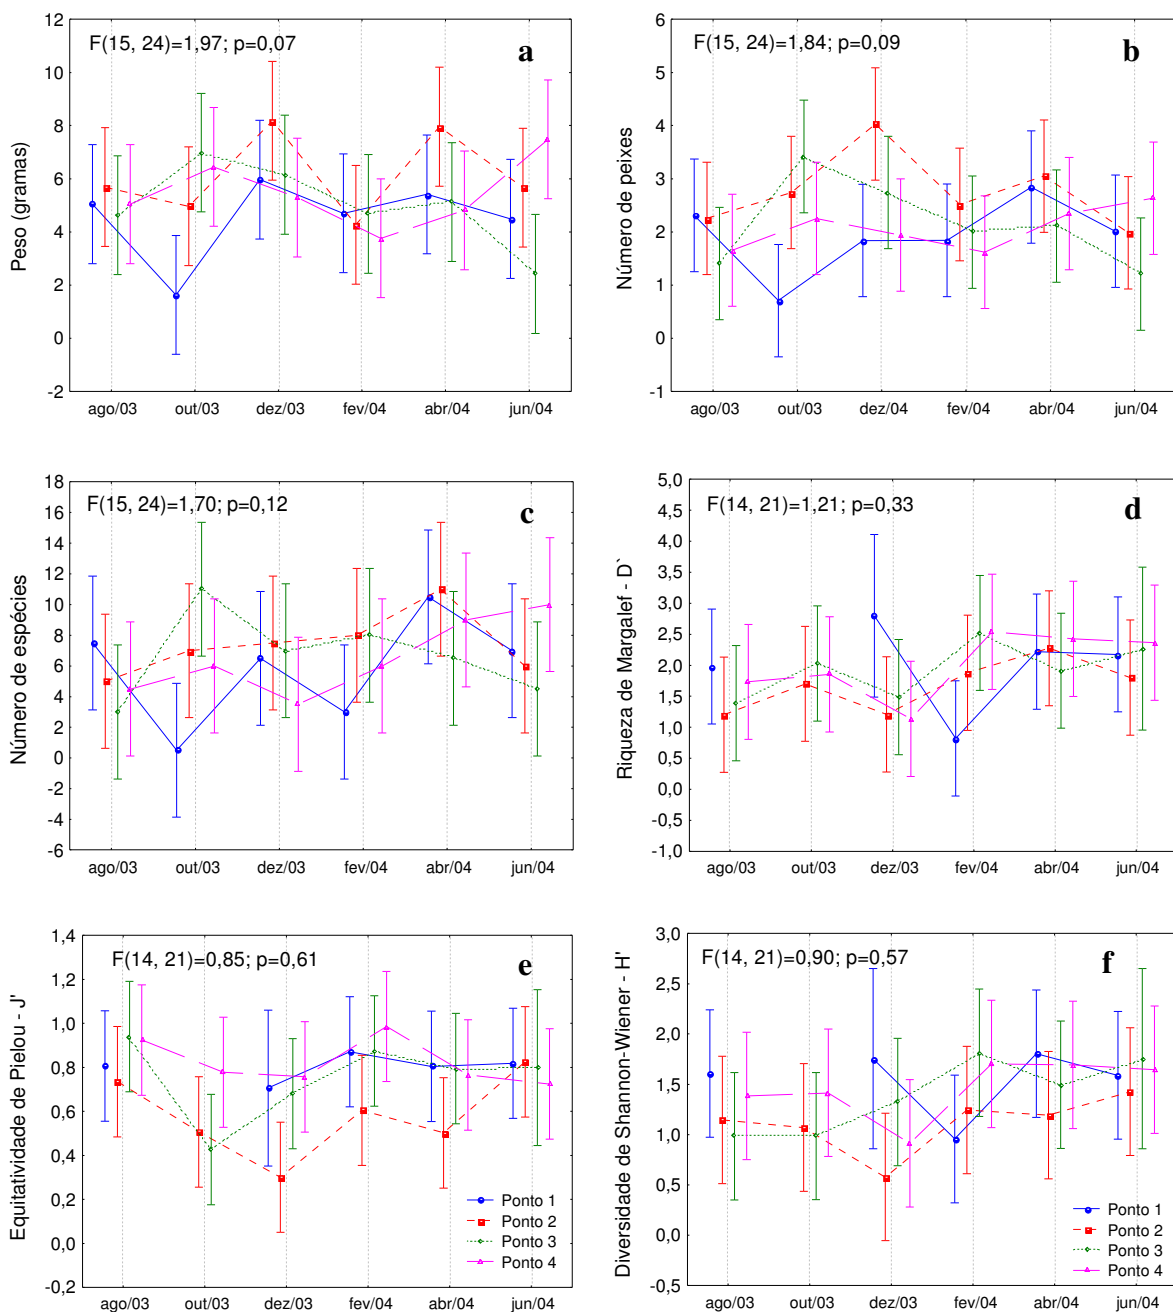 F(15, 24)=1,97; p=0,07
a
Peso (gramas)
12
10
8
6
4
2
0
-2
ago/03 out/03 dez/03 fev/04 abr/04 jun/04
F(15, 24)=1,84; p=0,09
b
Número de peixes
6
5
4
3
2
1
0
-1
ago/03 out/03 dez/04 fev/04 abr/04 jun/04
F(15, 24)=1,70; p=0,12
c
Número de espécies
18
16
14
12
10
8
6
4
2
0
-2
-4
-6
ago/03 out/03 dez/03 fev/04 abr/04 jun/04
F(14, 21)=1,21; p=0,33
d
Riqueza de Margalef - D`
5,0
4,5
4,0
3,5
3,0
2,5
2,0
1,5
1,0
0,5
0,0
-0,5
-1,0
ago/03 out/03 dez/03 fev/04 abr/04 jun/04
F(14, 21)=0,85; p=0,61
e
Equitatividade de Pielou - J'
1,4
1,2
1,0
0,8
0,6
0,4
0,2
0,0
-0,2
Ponto 1
Ponto 2
Ponto 3
Ponto 4
ago/03 out/03 dez/03 fev/04 abr/04 jun/04
F(14, 21)=0,90; p=0,57
f
Diversidade de Shannon-Wiener - H'
3,0
2,5
2,0
1,5
1,0
0,5
0,0
-0,5
Ponto 1
Ponto 2
Ponto 3
Ponto 4
ago/03 out/03 dez/03 fev/04 abr/04 jun/04